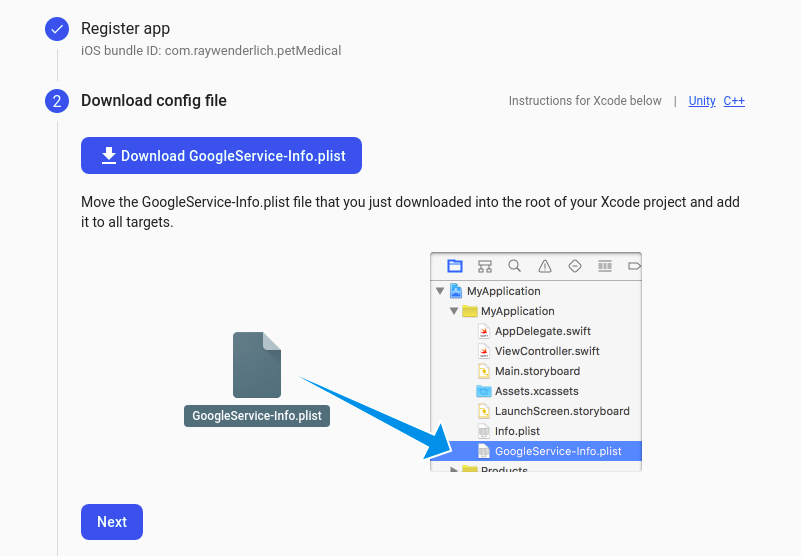 Register app
iOS bundle ID: com.raywenderlich.petMedical
2
Download config file
Instructions for Xcode below | Unity C++
Download GoogleService-Info.plist
Move the GoogleService-Info.plist file that you just downloaded into the root of your Xcode project and add
it to all targets.
GoogleService-Info.plist
MyApplication
MyApplication
AppDelegate.swift
ViewController.swift
Main.storyboard
Assets.xcassets
LaunchScreen.storyboard
Info.plist
GoogleService-Info.plist
Products
Next